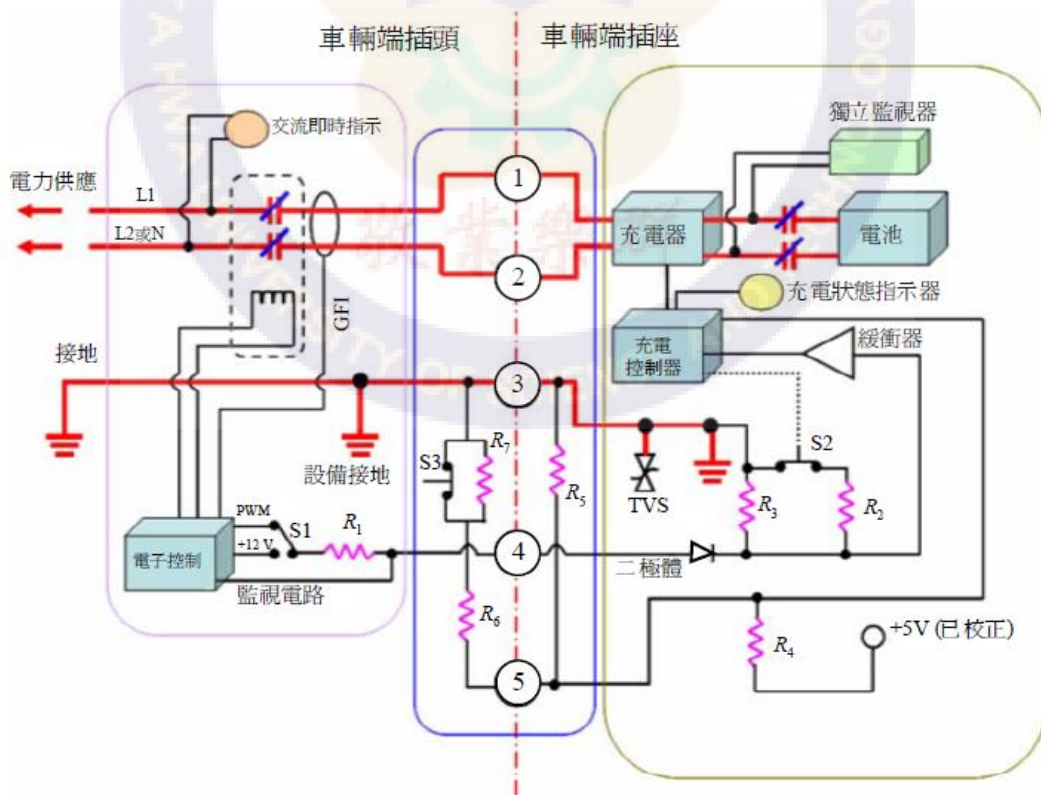 車輛端插頭
車輛端插座
交流即時指示
獨立監視器
電力供應
L1
L2或N
1
2
充電器
電池
充電狀態指示器
GFI
充電
控制器
緩衝器
接地
3
設備接地
S3
R7
R5
TVS
S2
R3
R2
PWM
+12 V
S1
R1
電子控制
監視電路
4
二極體
R6
5
R4
+5V (已校正)
敬業樂群